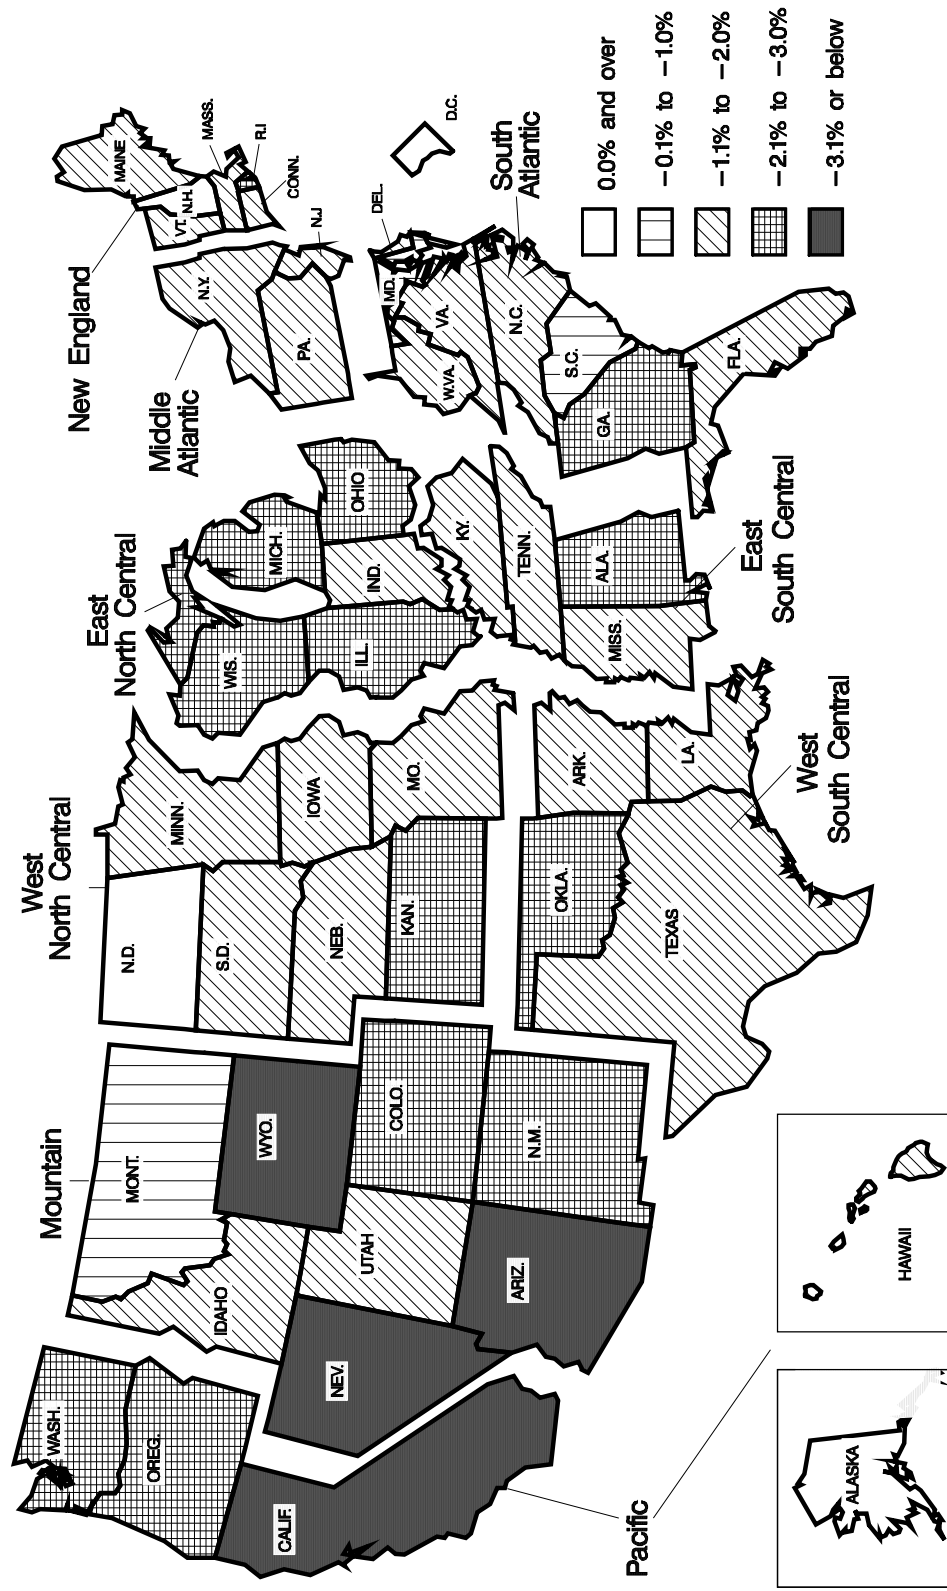 WASH.
OREG.
CALIF.
NEV.
IDAHO
MONT.
WYO.
UTAH
ARIZ.
COLO.
N.M.
Mountain
Pacific
ALASKA
HAWAII
West
North Central
N.D.
S.D.
NEB.
KAN.
MINN.
IOWA
MO.
OKLA.
TEXAS
ARK.
LA.
West
South Central
East
North Central
WIS.
MICH.
ILL.
IND.
OHIO
KY.
TENN.
MISS.
ALA.
East
South Central
Middle
Atlantic
N.Y.
PA.
N.J
New England
MAINE
VT.
N.H.
MASS.
R.I
CONN.
DEL.
MD.
D.C.
VA.
W.VA.
N.C.
S.C.
GA.
FLA.
South
Atlantic
0.0% and over
−0.1% to −1.0%
−1.1% to −2.0%
−2.1% to −3.0%
−3.1% or below